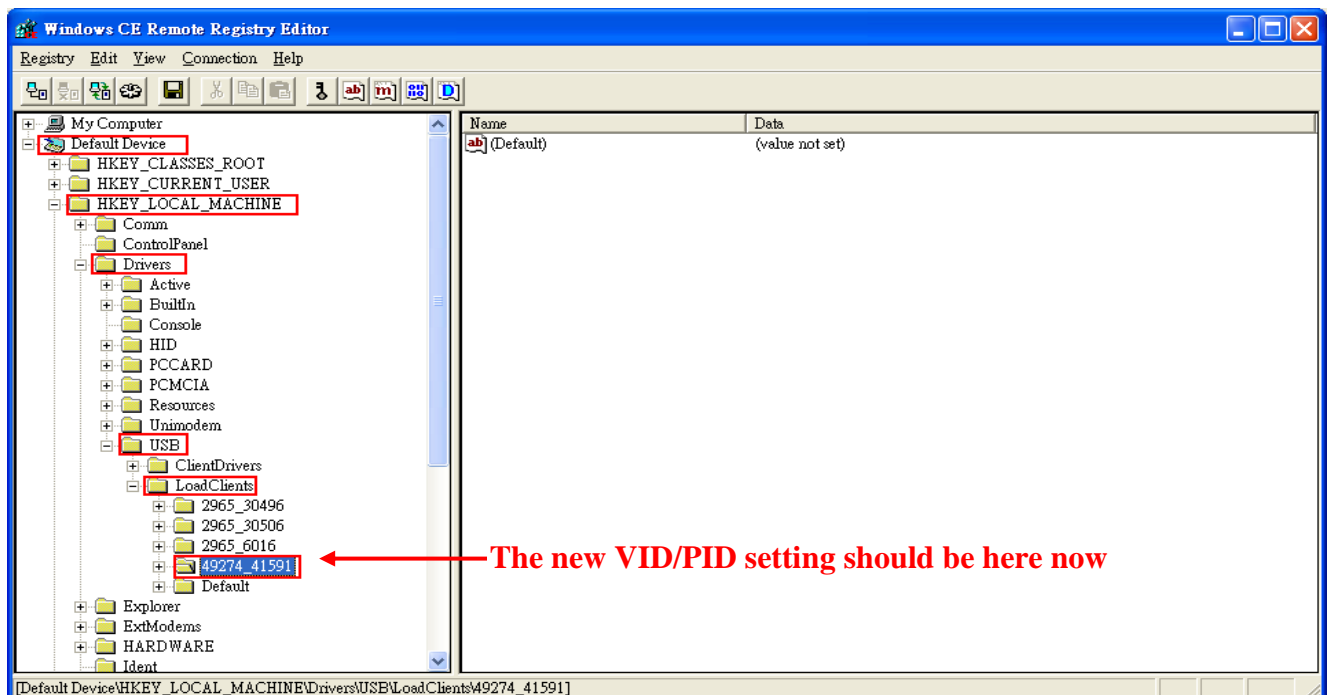 Windows CE Remote Registry Editor
Registry Edit View Connection Help
Name Data
(Default) (value not set)
My Computer
Default Device
HKEY_CLASSES_ROOT
HKEY_CURRENT_USER
HKEY_LOCAL_MACHINE
Comm
ControlPanel
Drivers
Active
BuiltIn
Console
HID
PCCARD
PCMCIA
Resources
Unimodem
USB
ClientDrivers
LoadClients
2965_30496
2965_30506
2965_6016
49274_41591
The new VID/PID setting should be here now
Default
Explorer
ExtModems
HARDWARE
Ident
[Default Device\HKEY_LOCAL_MACHINE\Drivers\USB\LoadClients\49274_41591]